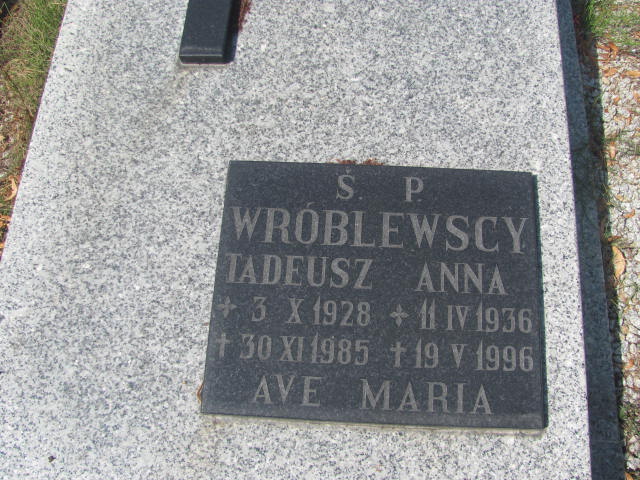 Ś. P.
WRÓBLEWSCY
TADEUSZ ANNA
+ 3 X 1928 + 11 IV 1936
† 30 XI 1985 † 19 V 1996
AVE MARIA